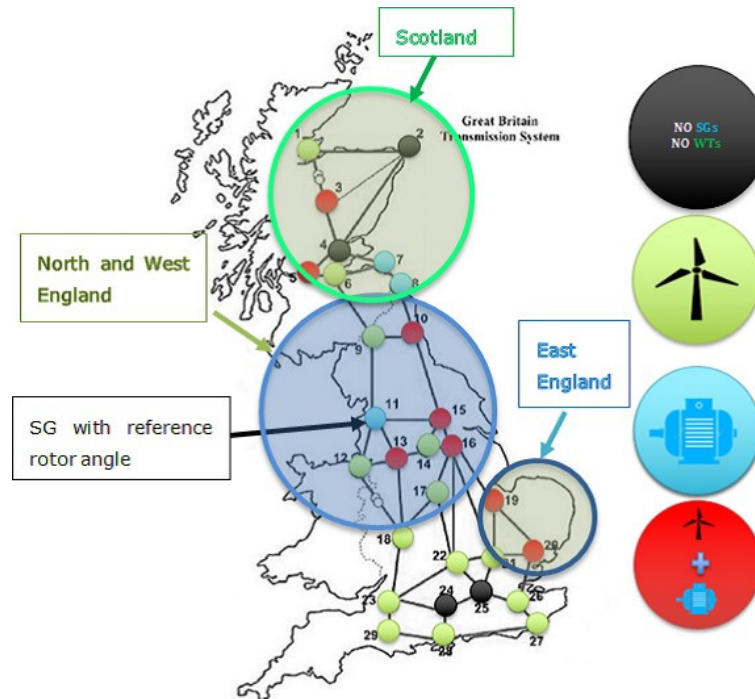 Scotland
Great Britain
Transmission System
NO SGs
NO WTs
1
2
3
4
5
6
7
8
North and West
England
9
10
East
England
SG with reference
rotor angle
11
15
16
13
12
14
17
19
18
20
22
21
23
24
25
26
29
28
27